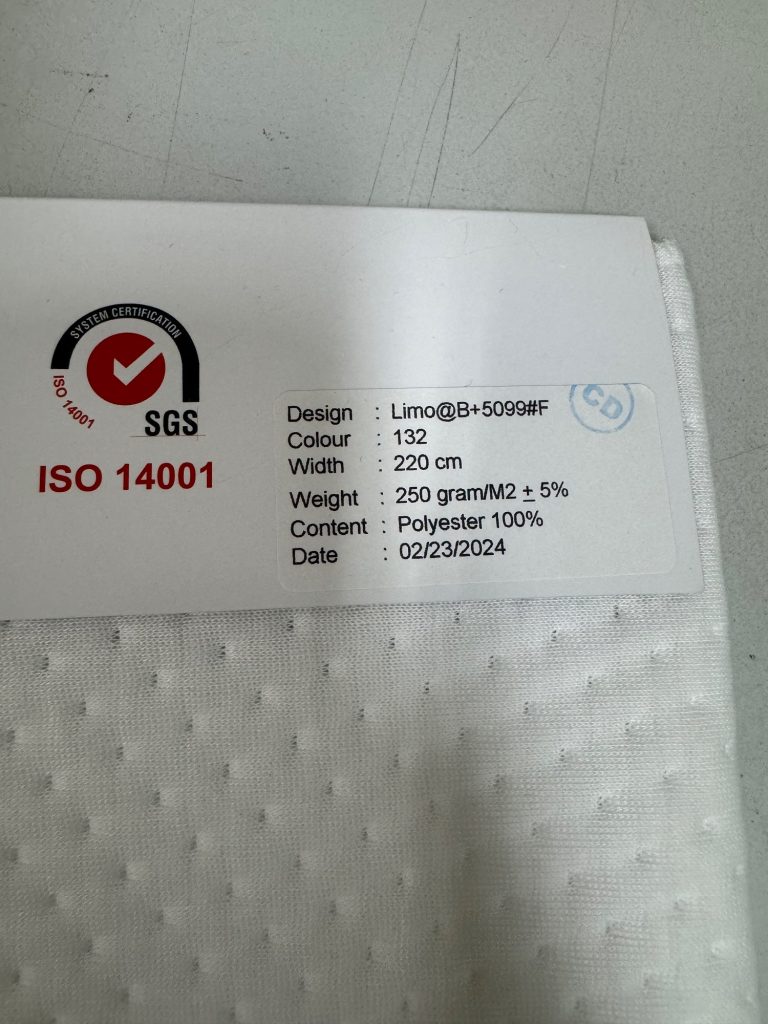 SYSTEM CERTIFICATION
ISO 14001
SGS
ISO 14001
CD
Design : Limo@B+5099#F
Colour : 132
Width : 220 cm
Weight : 250 gram/M2 ± 5%
Content : Polyester 100%
Date : 02/23/2024